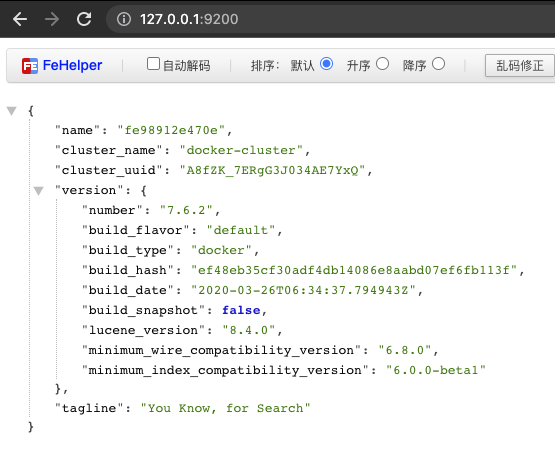 127.0.0.1:9200
FE FeHelper 自动解码 排序: 默认 升序 降序 乱码修正
{
"name": "fe98912e470e",
"cluster_name": "docker-cluster",
"cluster_uuid": "A8fZK_7ERgG3J034AE7YxQ",
"version": {
"number": "7.6.2",
"build_flavor": "default",
"build_type": "docker",
"build_hash": "ef48eb35cf30adf4db14086e8aabd07ef6fb113f",
"build_date": "2020-03-26T06:34:37.794943Z",
"build_snapshot": false,
"lucene_version": "8.4.0",
"minimum_wire_compatibility_version": "6.8.0",
"minimum_index_compatibility_version": "6.0.0-beta1"
},
"tagline": "You Know, for Search"
}